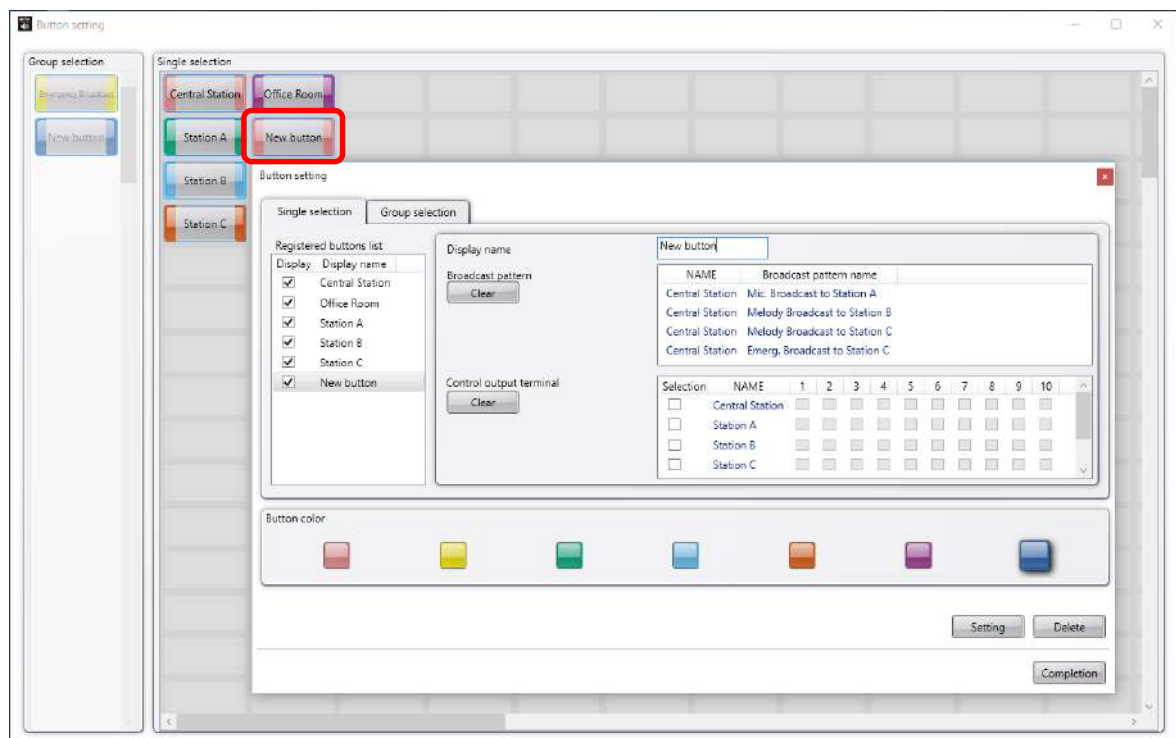 Button setting
Group selection
Single selection
Emergency Broadcast
Central Station
Office Room
New button
Station A
New button
Station B
Station C
Button setting
Single selection
Group selection
Registered buttons list
Display Display name
Central Station
Office Room
Station A
Station B
Station C
New button
Display name
New button
Broadcast pattern
Clear
NAME Broadcast pattern name
Central Station Mic. Broadcast to Station A
Central Station Melody Broadcast to Station B
Central Station Melody Broadcast to Station C
Central Station Emerg. Broadcast to Station C
Control output terminal
Clear
Selection NAME 1 2 3 4 5 6 7 8 9 10
Central Station
Station A
Station B
Station C
Button color
Setting
Delete
Completion